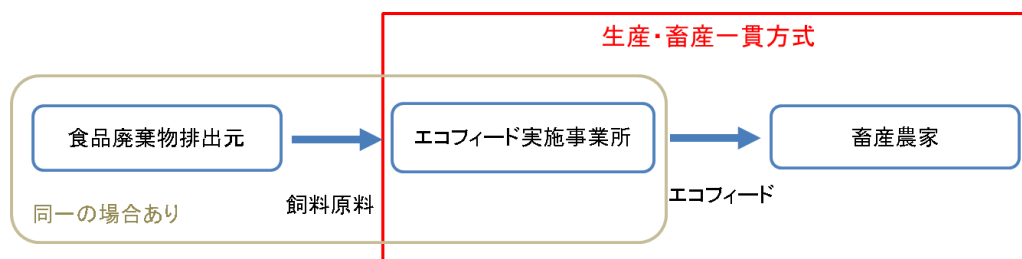 生産・畜産一貫方式
食品廃棄物排出元
エコフィード実施事業所
畜産農家
飼料原料
エコフィード
同一の場合あり